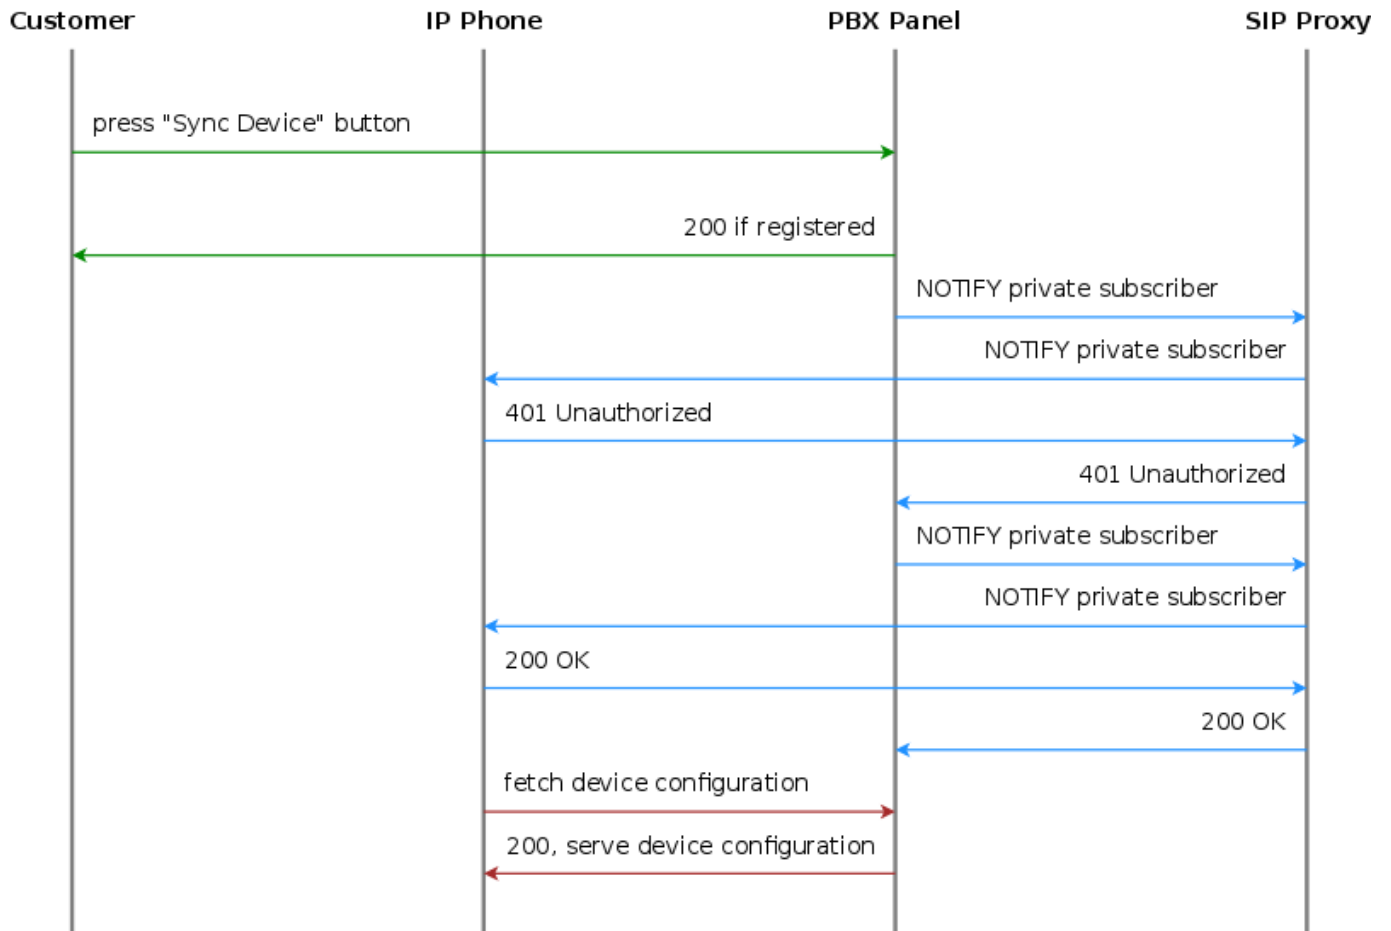 Customer IP Phone PBX Panel SIP Proxy
press "Sync Device" button
200 if registered
NOTIFY private subscriber
NOTIFY private subscriber
401 Unauthorized
401 Unauthorized
NOTIFY private subscriber
NOTIFY private subscriber
200 OK
200 OK
fetch device configuration
200, serve device configuration